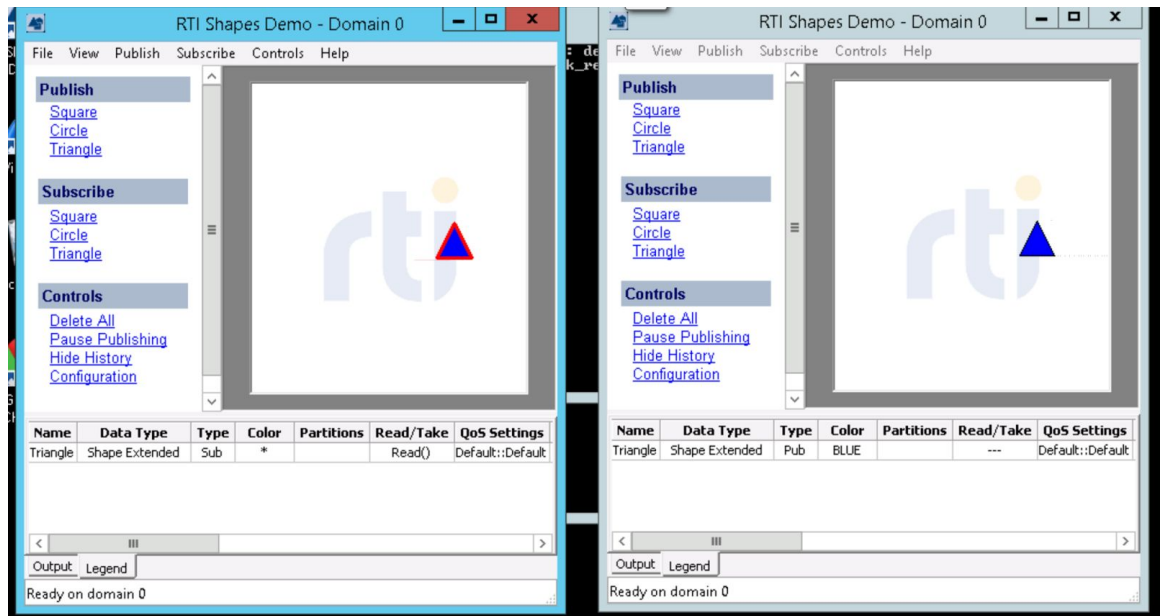 RTI Shapes Demo - Domain 0
File View Publish Subscribe Controls Help
Publish
Square
Circle
Triangle
Subscribe
Square
Circle
Triangle
Controls
Delete All
Pause Publishing
Hide History
Configuration
rti
Name Data Type Type Color Partitions Read/Take QoS Settings
Triangle Shape Extended Sub * Read() Default::Default
Output Legend
Ready on domain 0
: de
k_re
RTI Shapes Demo - Domain 0
File View Publish Subscribe Controls Help
Publish
Square
Circle
Triangle
Subscribe
Square
Circle
Triangle
Controls
Delete All
Pause Publishing
Hide History
Configuration
rti
Name Data Type Type Color Partitions Read/Take QoS Settings
Triangle Shape Extended Pub BLUE --- Default::Default
Output Legend
Ready on domain 0